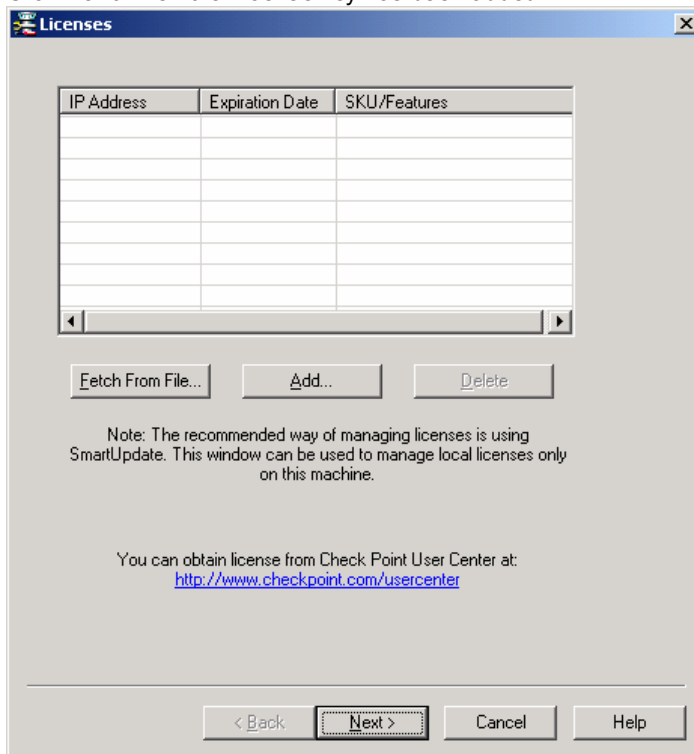 Licenses
IP Address Expiration Date SKU/Features
Fetch From File... Add... Delete
Note: The recommended way of managing licenses is using
SmartUpdate. This window can be used to manage local licenses only
on this machine.
You can obtain license from Check Point User Center at:
http://www.checkpoint.com/usercenter
< Back Next > Cancel Help